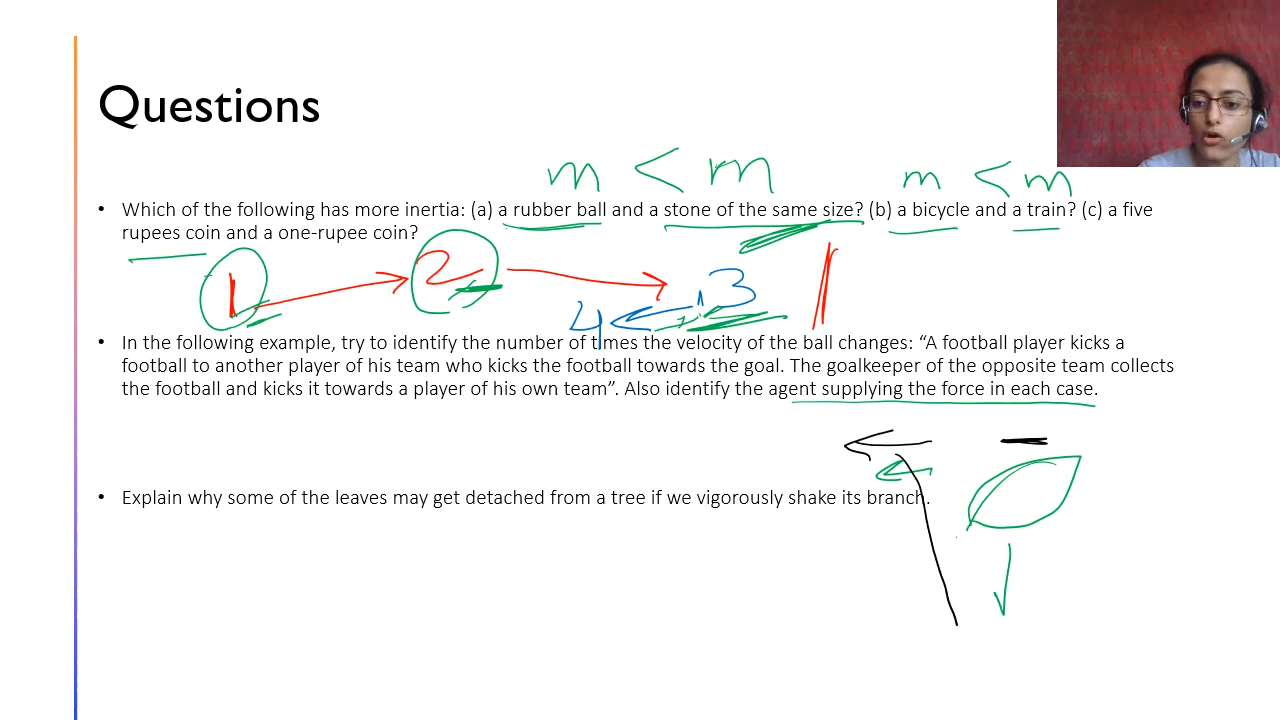 Questions
m < m m < m
• Which of the following has more inertia: (a) a rubber ball and a stone of the same size? (b) a bicycle and a train? (c) a five
rupees coin and a one-rupee coin?
1 2 3
4
• In the following example, try to identify the number of times the velocity of the ball changes: “A football player kicks a
football to another player of his team who kicks the football towards the goal. The goalkeeper of the opposite team collects
the football and kicks it towards a player of his own team”. Also identify the agent supplying the force in each case.
• Explain why some of the leaves may get detached from a tree if we vigorously shake its branch.